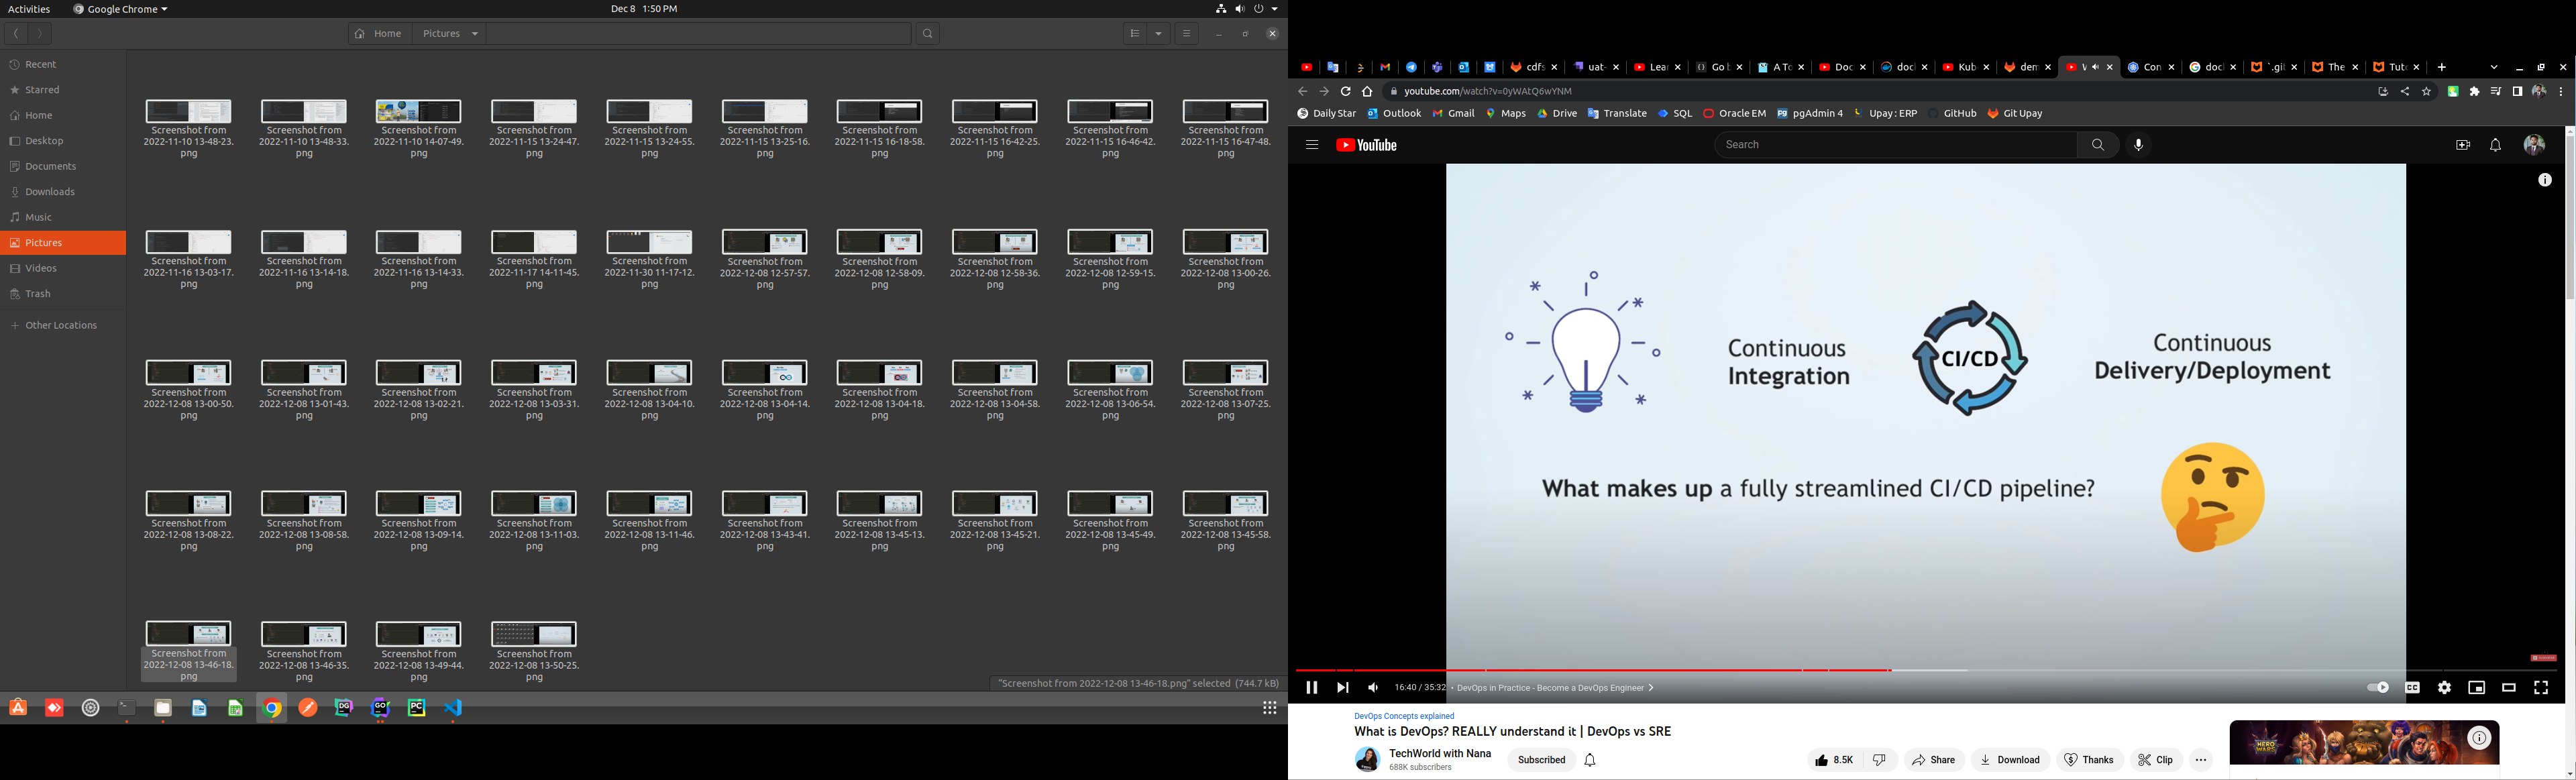 Activities
Google Chrome
Dec 8 1:50 PM
Home
Pictures
Recent
Starred
Home
Desktop
Documents
Downloads
Music
Pictures
Videos
Trash
Other Locations
Screenshot from 2022-11-10 13-48-23.png
Screenshot from 2022-11-10 13-48-33.png
Screenshot from 2022-11-10 14-07-49.png
Screenshot from 2022-11-15 13-24-47.png
Screenshot from 2022-11-15 13-24-55.png
Screenshot from 2022-11-15 13-25-16.png
Screenshot from 2022-11-15 16-18-58.png
Screenshot from 2022-11-15 16-42-25.png
Screenshot from 2022-11-15 16-46-42.png
Screenshot from 2022-11-15 16-47-48.png
Screenshot from 2022-11-16 13-03-17.png
Screenshot from 2022-11-16 13-14-18.png
Screenshot from 2022-11-16 13-14-33.png
Screenshot from 2022-11-17 14-11-45.png
Screenshot from 2022-11-30 11-17-12.png
Screenshot from 2022-12-08 12-57-57.png
Screenshot from 2022-12-08 12-58-09.png
Screenshot from 2022-12-08 12-58-36.png
Screenshot from 2022-12-08 12-59-15.png
Screenshot from 2022-12-08 13-00-26.png
Screenshot from 2022-12-08 13-00-50.png
Screenshot from 2022-12-08 13-01-43.png
Screenshot from 2022-12-08 13-02-21.png
Screenshot from 2022-12-08 13-03-31.png
Screenshot from 2022-12-08 13-04-10.png
Screenshot from 2022-12-08 13-04-14.png
Screenshot from 2022-12-08 13-04-18.png
Screenshot from 2022-12-08 13-04-58.png
Screenshot from 2022-12-08 13-06-54.png
Screenshot from 2022-12-08 13-07-25.png
Screenshot from 2022-12-08 13-08-22.png
Screenshot from 2022-12-08 13-08-58.png
Screenshot from 2022-12-08 13-09-14.png
Screenshot from 2022-12-08 13-11-03.png
Screenshot from 2022-12-08 13-11-46.png
Screenshot from 2022-12-08 13-43-41.png
Screenshot from 2022-12-08 13-45-13.png
Screenshot from 2022-12-08 13-45-21.png
Screenshot from 2022-12-08 13-45-49.png
Screenshot from 2022-12-08 13-45-58.png
Screenshot from 2022-12-08 13-46-18.png
Screenshot from 2022-12-08 13-46-35.png
Screenshot from 2022-12-08 13-49-44.png
Screenshot from 2022-12-08 13-50-25.png
"Screenshot from 2022-12-08 13-46-18.png" selected (744.7 kB)
cdfs
uat-
Lear
Go b
A To
Doc
doc
Kub
dem
Con
doc
.git
The
Tut
youtube.com/watch?v=0yWAtQ6wYNM
Daily Star Outlook Gmail Maps Drive Translate SQL Oracle EM pgAdmin 4 Upay : ERP GitHub Git Upay
YouTube
Search
Continuous
Integration
CI/CD
Continuous
Delivery/Deployment
What makes up a fully streamlined CI/CD pipeline?
16:40 / 35:32 • DevOps in Practice - Become a DevOps Engineer
DevOps Concepts explained
What is DevOps? REALLY understand it | DevOps vs SRE
TechWorld with Nana
688K subscribers
Subscribed
8.5K
Share
Download
Thanks
Clip
HERO WARS